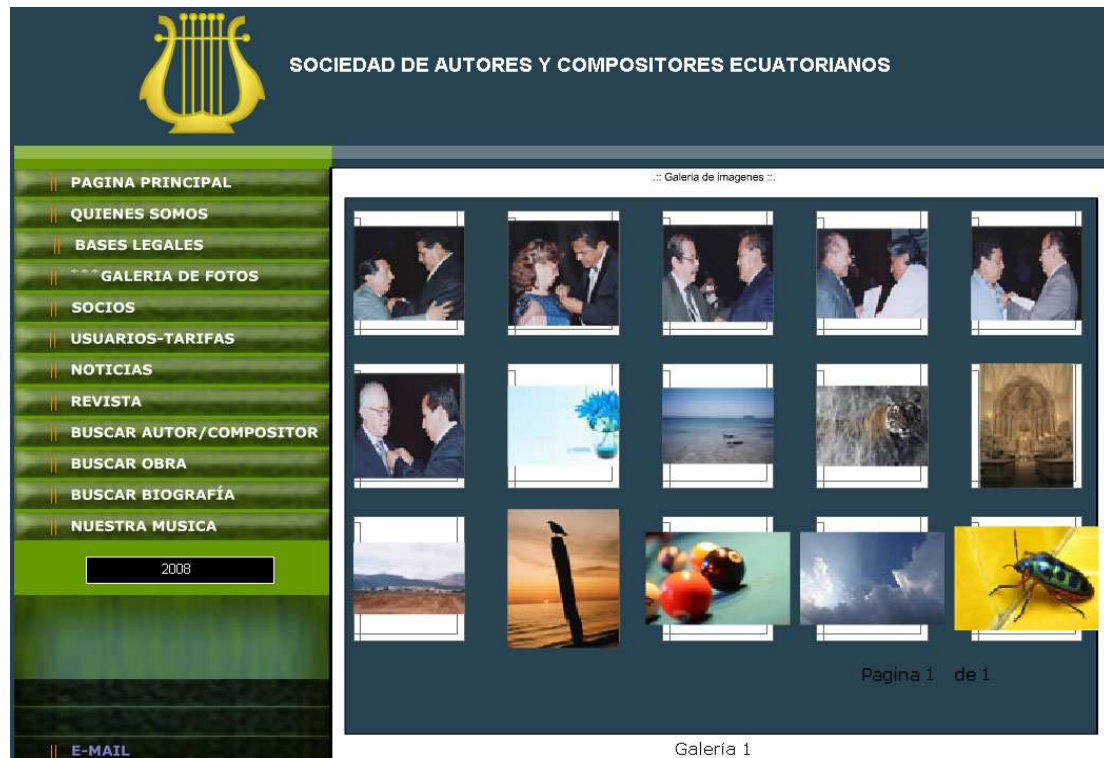 SOCIEDAD DE AUTORES Y COMPOSITORES ECUATORIANOS
PAGINA PRINCIPAL
QUIENES SOMOS
BASES LEGALES
ˆˆˆGALERIA DE FOTOS
SOCIOS
USUARIOS-TARIFAS
NOTICIAS
REVISTA
BUSCAR AUTOR/COMPOSITOR
BUSCAR OBRA
BUSCAR BIOGRAFÍA
NUESTRA MUSICA
2008
E-MAIL
.:: Galeria de imagenes ::.
Pagina 1 de 1
Galería 1